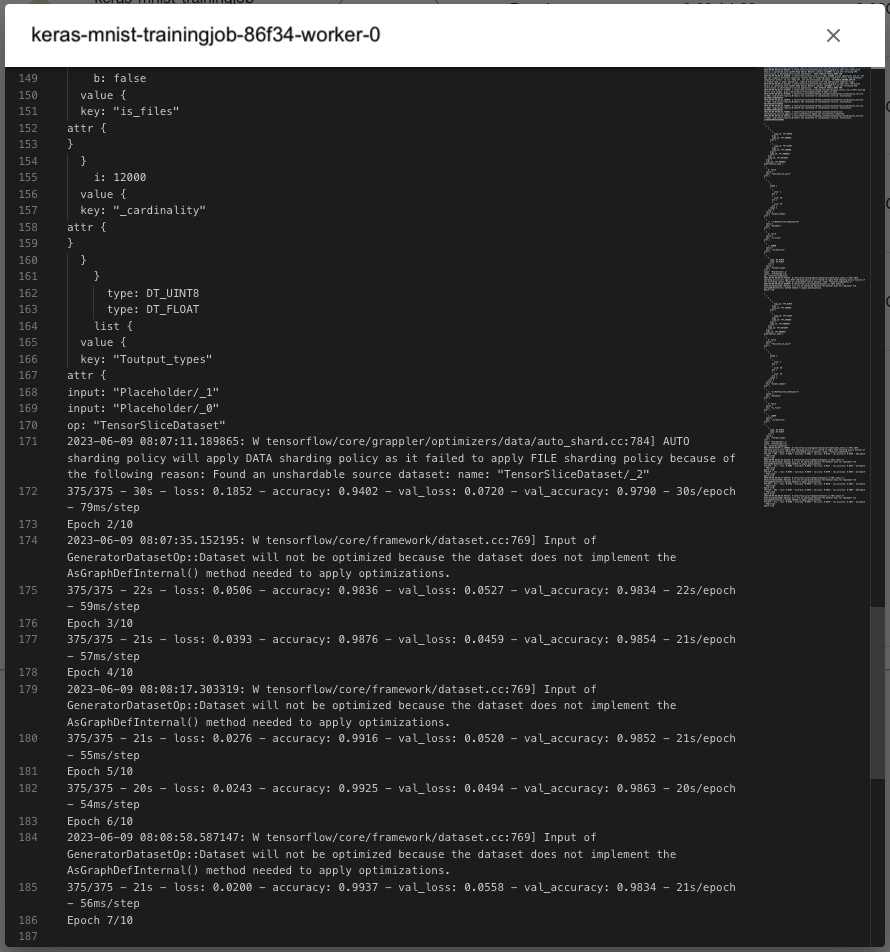 keras-mnist-trainingjob-86f34-worker-0
149 b: false
150 value {
151 key: "is_files"
152 attr {
153 }
154 }
155 i: 12000
156 value {
157 key: "_cardinality"
158 attr {
159 }
160 }
161 }
162 type: DT_UINT8
163 type: DT_FLOAT
164 list {
165 value {
166 key: "Toutput_types"
167 attr {
168 input: "Placeholder/_1"
169 input: "Placeholder/_0"
170 op: "TensorSliceDataset"
171 2023-06-09 08:07:11.189865: W tensorflow/core/grappler/optimizers/data/auto_shard.cc:784] AUTO
sharding policy will apply DATA sharding policy as it failed to apply FILE sharding policy because of
the following reason: Found an unshardable source dataset: name: "TensorSliceDataset/_2"
172 375/375 - 30s - loss: 0.1852 - accuracy: 0.9402 - val_loss: 0.0720 - val_accuracy: 0.9790 - 30s/epoch
- 79ms/step
173 Epoch 2/10
174 2023-06-09 08:07:35.152195: W tensorflow/core/framework/dataset.cc:769] Input of
GeneratorDatasetOp::Dataset will not be optimized because the dataset does not implement the
AsGraphDefInternal() method needed to apply optimizations.
175 375/375 - 22s - loss: 0.0506 - accuracy: 0.9836 - val_loss: 0.0527 - val_accuracy: 0.9834 - 22s/epoch
- 59ms/step
176 Epoch 3/10
177 375/375 - 21s - loss: 0.0393 - accuracy: 0.9876 - val_loss: 0.0459 - val_accuracy: 0.9854 - 21s/epoch
- 57ms/step
178 Epoch 4/10
179 2023-06-09 08:08:17.303319: W tensorflow/core/framework/dataset.cc:769] Input of
GeneratorDatasetOp::Dataset will not be optimized because the dataset does not implement the
AsGraphDefInternal() method needed to apply optimizations.
180 375/375 - 21s - loss: 0.0276 - accuracy: 0.9916 - val_loss: 0.0520 - val_accuracy: 0.9852 - 21s/epoch
- 55ms/step
181 Epoch 5/10
182 375/375 - 20s - loss: 0.0243 - accuracy: 0.9925 - val_loss: 0.0494 - val_accuracy: 0.9863 - 20s/epoch
- 54ms/step
183 Epoch 6/10
184 2023-06-09 08:08:58.587147: W tensorflow/core/framework/dataset.cc:769] Input of
GeneratorDatasetOp::Dataset will not be optimized because the dataset does not implement the
AsGraphDefInternal() method needed to apply optimizations.
185 375/375 - 21s - loss: 0.0200 - accuracy: 0.9937 - val_loss: 0.0558 - val_accuracy: 0.9834 - 21s/epoch
- 56ms/step
186 Epoch 7/10
187